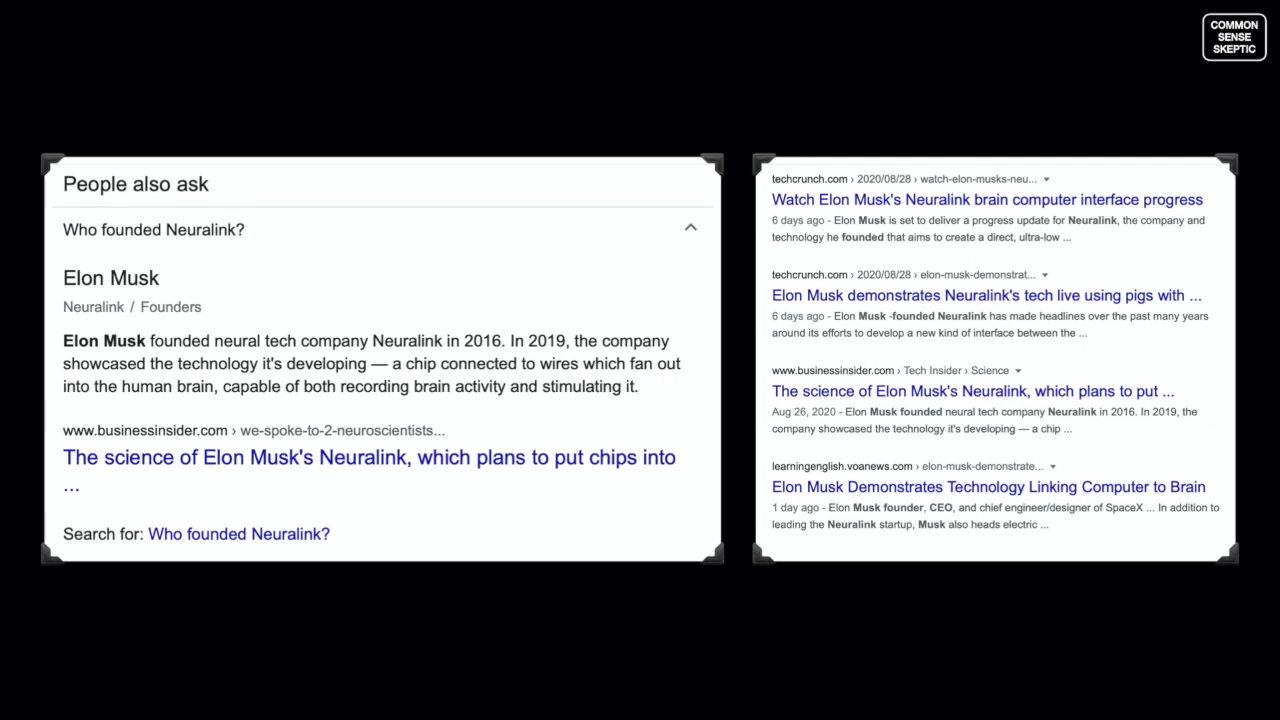 COMMON
SENSE
SKEPTIC
People also ask
Who founded Neuralink?
Elon Musk
Neuralink / Founders
Elon Musk founded neural tech company Neuralink in 2016. In 2019, the company
showcased the technology it's developing — a chip connected to wires which fan out
into the human brain, capable of both recording brain activity and stimulating it.
www.businessinsider.com › we-spoke-to-2-neuroscientists...
The science of Elon Musk's Neuralink, which plans to put chips into
...
Search for: Who founded Neuralink?
techcrunch.com › 2020/08/28 › watch-elon-musks-neu...
Watch Elon Musk's Neuralink brain computer interface progress
6 days ago - Elon Musk is set to deliver a progress update for Neuralink, the company and
technology he founded that aims to create a direct, ultra-low ...
techcrunch.com › 2020/08/28 › elon-musk-demonstrat...
Elon Musk demonstrates Neuralink's tech live using pigs with ...
6 days ago - Elon Musk -founded Neuralink has made headlines over the past many years
around its efforts to develop a new kind of interface between the ...
www.businessinsider.com › Tech Insider › Science
The science of Elon Musk's Neuralink, which plans to put ...
Aug 26, 2020 - Elon Musk founded neural tech company Neuralink in 2016. In 2019, the
company showcased the technology it's developing — a chip ...
learningenglish.voanews.com › elon-musk-demonstrate...
Elon Musk Demonstrates Technology Linking Computer to Brain
1 day ago - Elon Musk founder, CEO, and chief engineer/designer of SpaceX ... In addition to
leading the Neuralink startup, Musk also heads electric ...